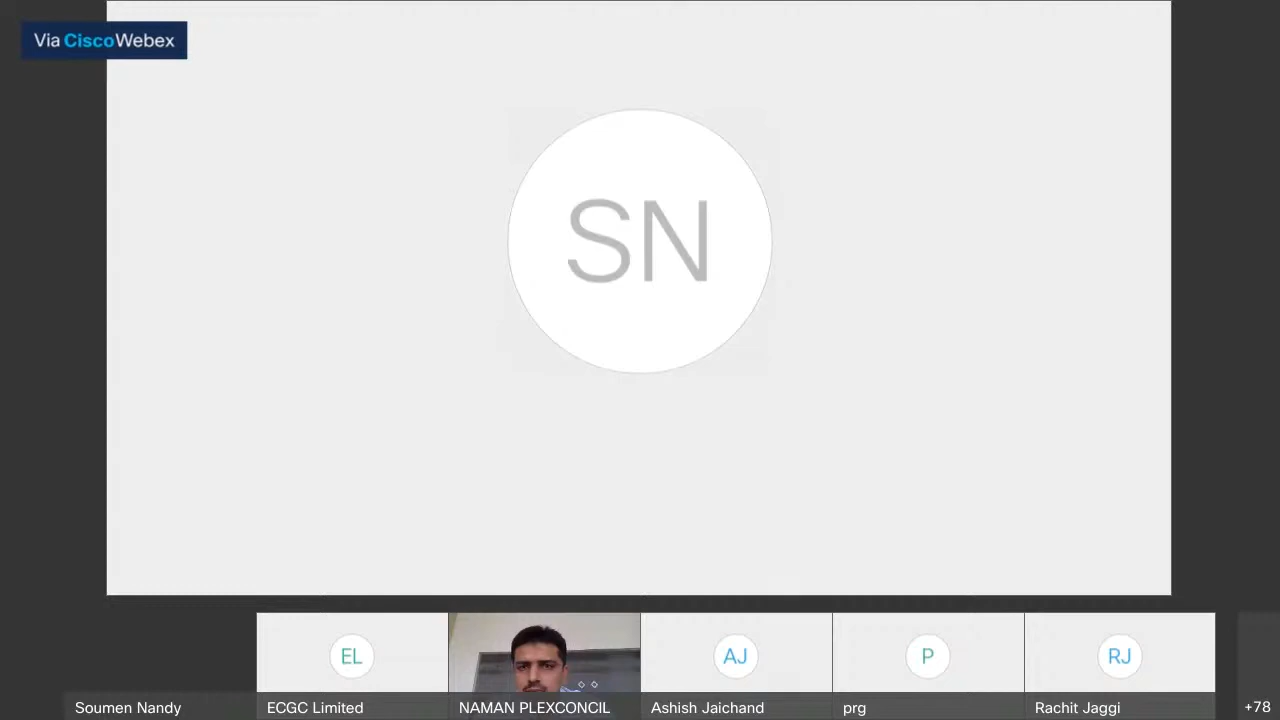 Via CiscoWebex
SN
EL
AJ
P
RJ
Soumen Nandy
ECGC Limited
NAMAN PLEXCONCIL
Ashish Jaichand
prg
Rachit Jaggi
+78